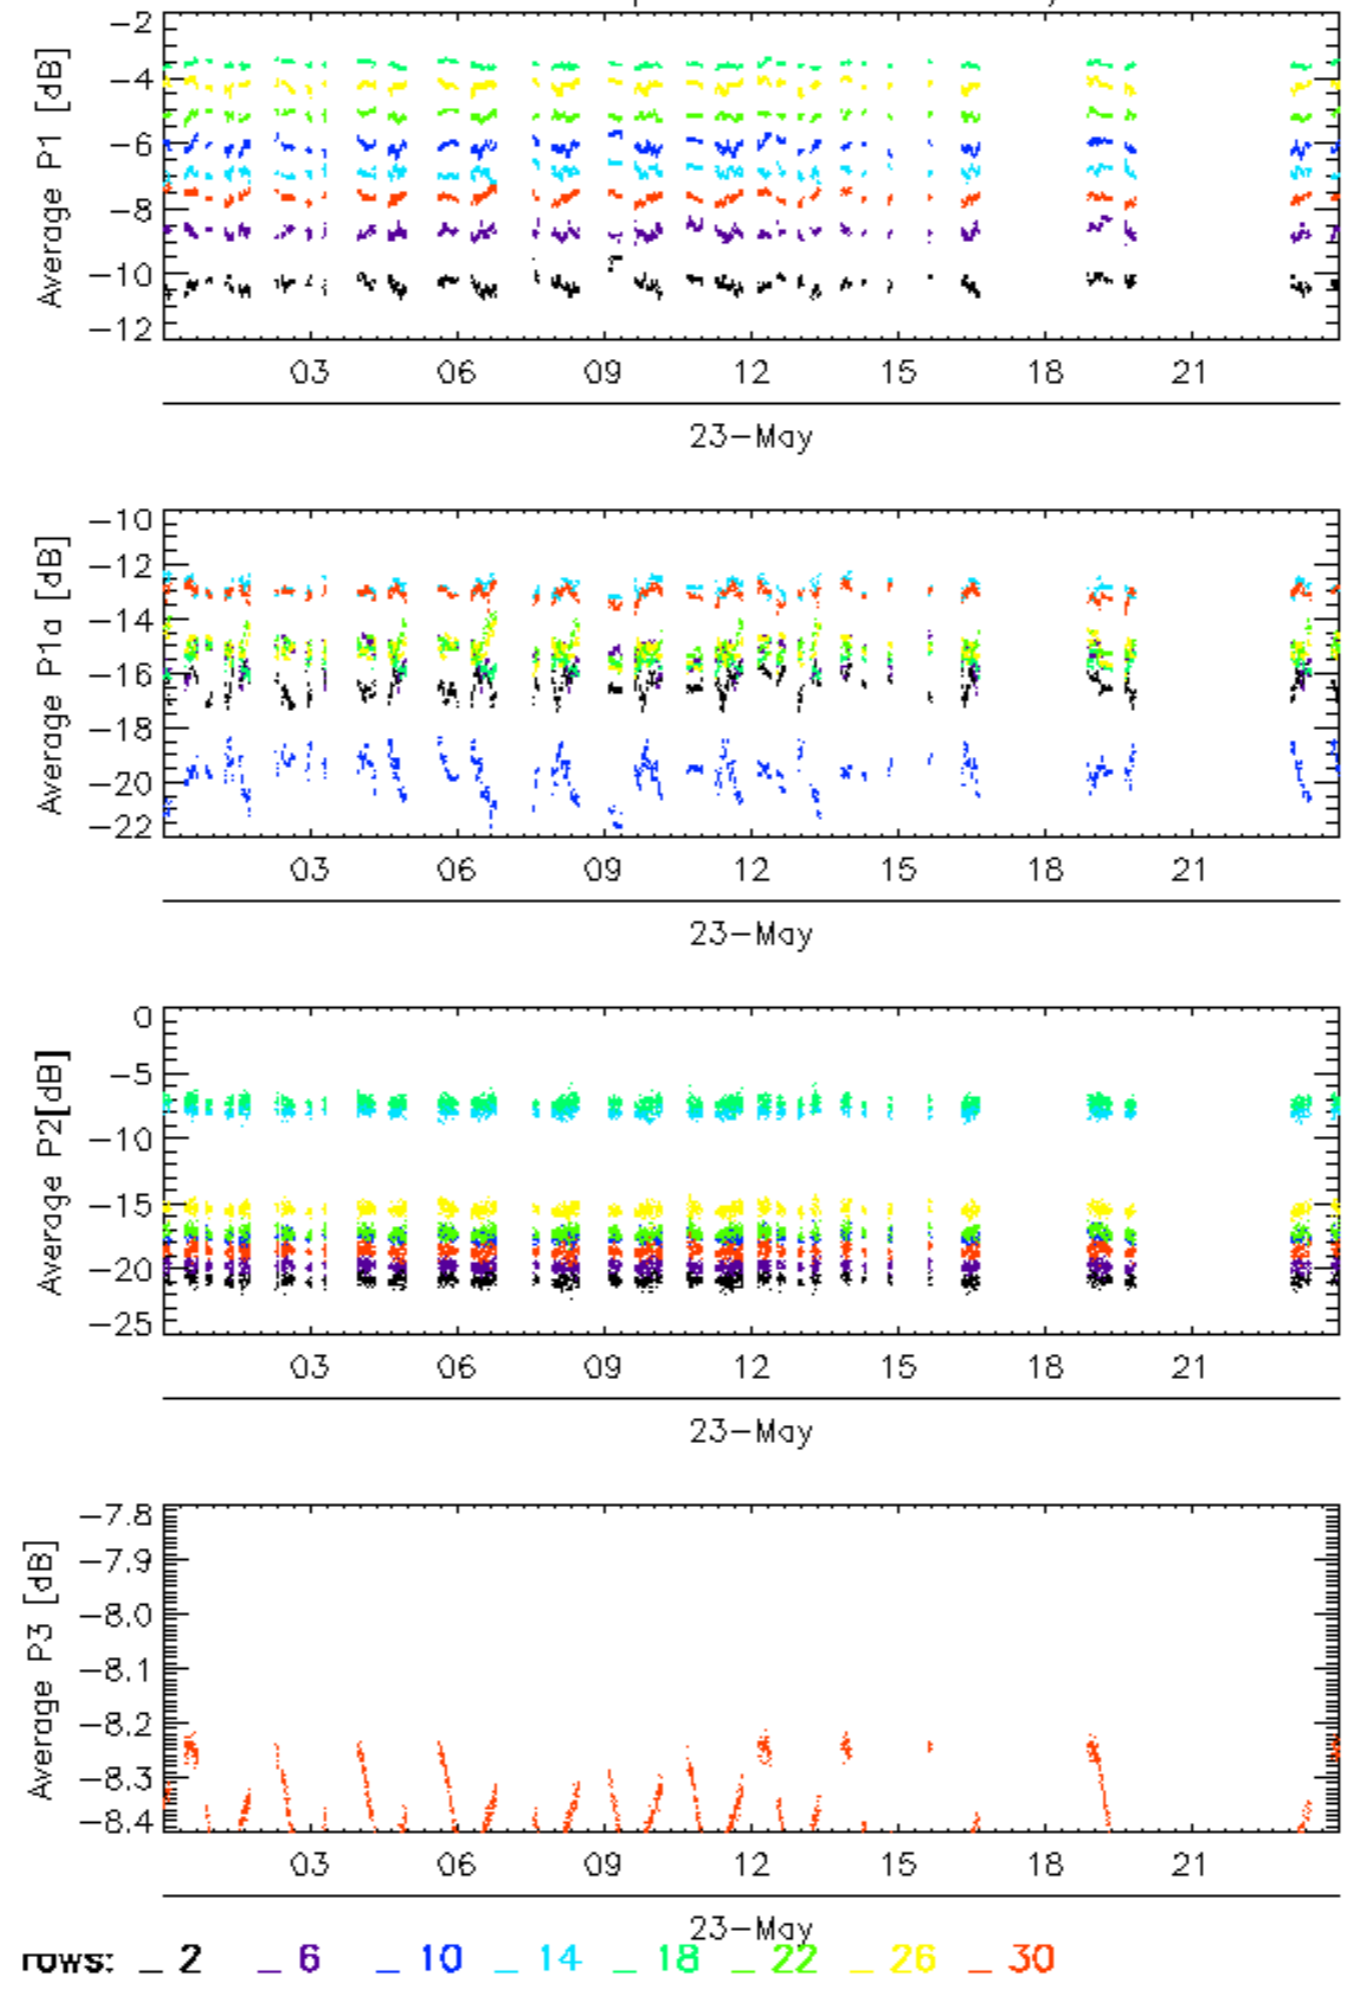 Average P1 [dB]
-2
-4
-6
-8
-10
-12
03 06 09 12 15 18 21
23-May
Average P1a [dB]
-10
-12
-14
-16
-18
-20
-22
03 06 09 12 15 18 21
23-May
Average P2[dB]
0
-5
-10
-15
-20
-25
03 06 09 12 15 18 21
23-May
Average P3 [dB]
-7.8
-7.9
-8.0
-8.1
-8.2
-8.3
-8.4
03 06 09 12 15 18 21
23-May
rows: _ 2 _ 6 _ 10 _ 14 _ 18 _ 22 _ 26 _ 30